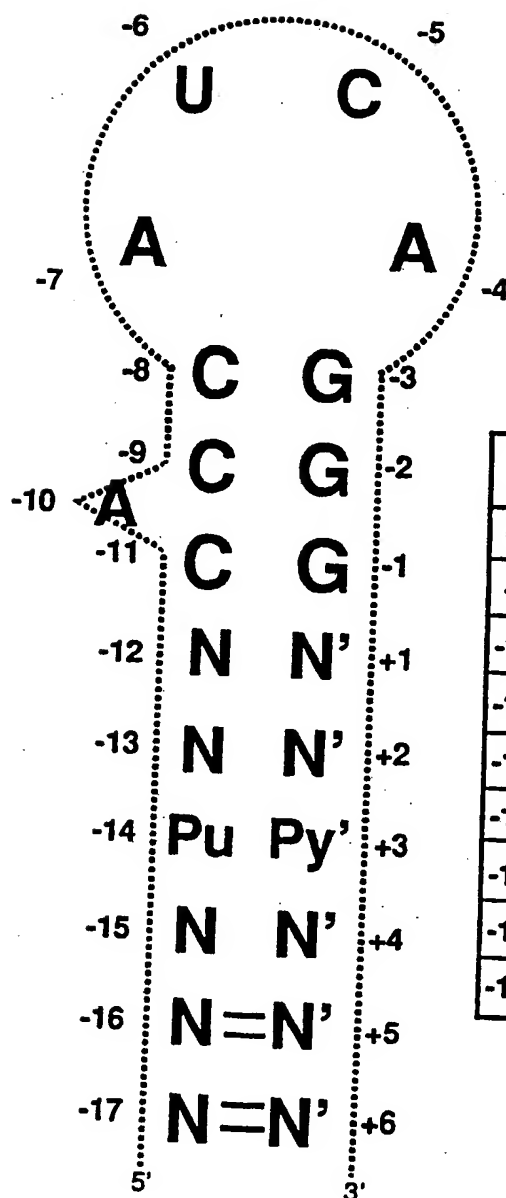 -6 -5
U C
A A
-7 -4
-8 C G -3
-9 C G -2
-10 A
-11 C G -1
-12 N N' +1
-13 N N' +2
-14 Pu Py' +3
-15 N N' +4
-16 N=N' +5
-17 N=N' +6
5' 3'